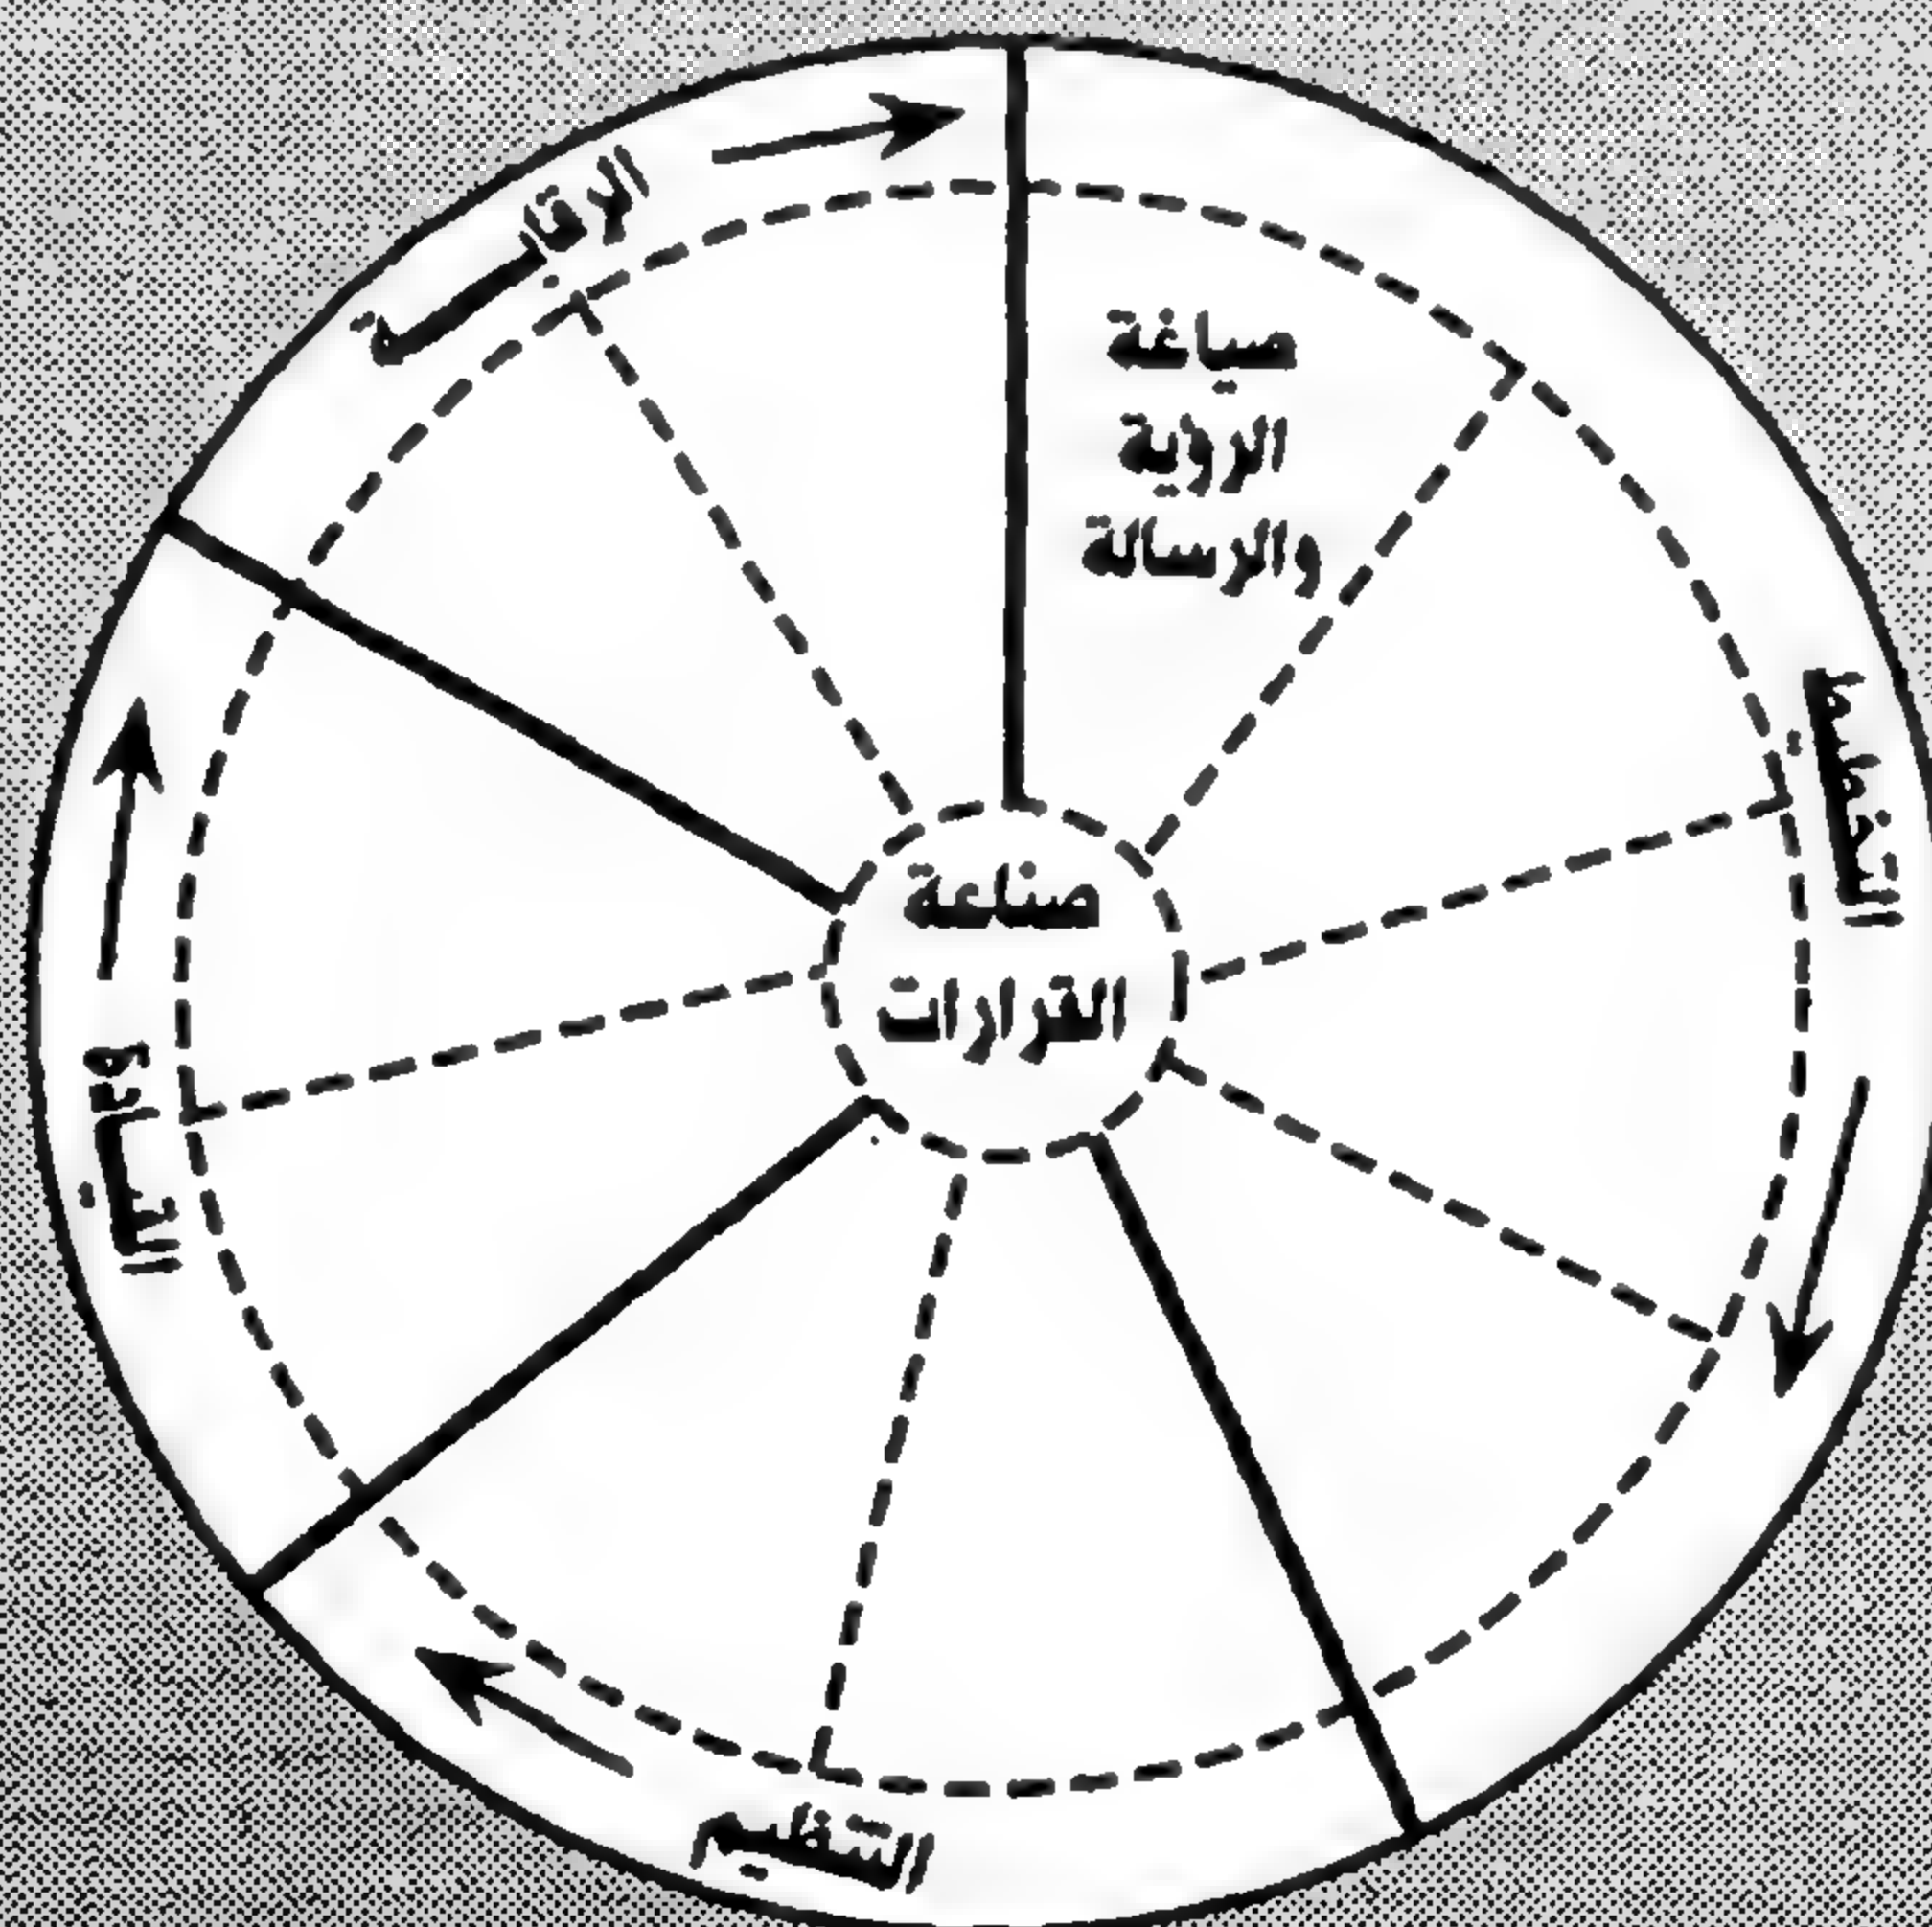 صياغة
الرؤية
والرسالة
صناعة
القرارات
التخطيط
التنظيم
القيادة
الرقابة